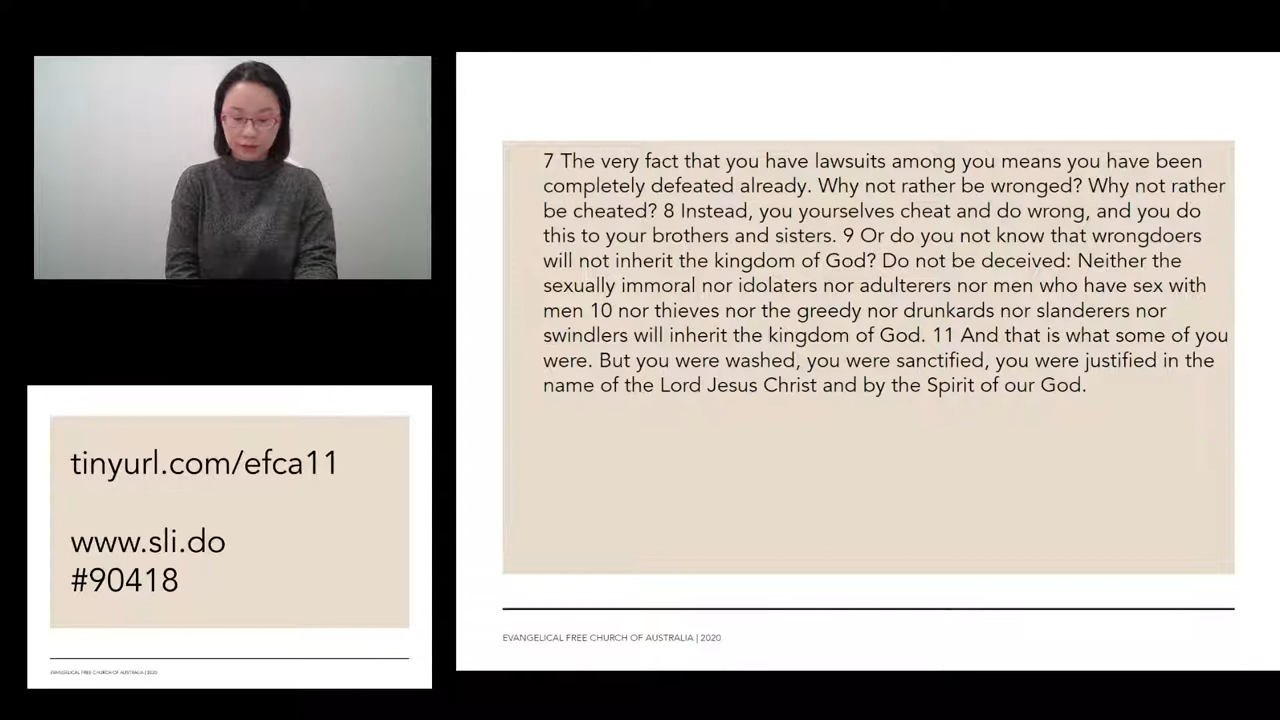 7 The very fact that you have lawsuits among you means you have been
completely defeated already. Why not rather be wronged? Why not rather
be cheated? 8 Instead, you yourselves cheat and do wrong, and you do
this to your brothers and sisters. 9 Or do you not know that wrongdoers
will not inherit the kingdom of God? Do not be deceived: Neither the
sexually immoral nor idolaters nor adulterers nor men who have sex with
men 10 nor thieves nor the greedy nor drunkards nor slanderers nor
swindlers will inherit the kingdom of God. 11 And that is what some of you
were. But you were washed, you were sanctified, you were justified in the
name of the Lord Jesus Christ and by the Spirit of our God.
EVANGELICAL FREE CHURCH OF AUSTRALIA | 2020
tinyurl.com/efca11
www.sli.do
#90418
EVANGELICAL FREE CHURCH OF AUSTRALIA | 2020